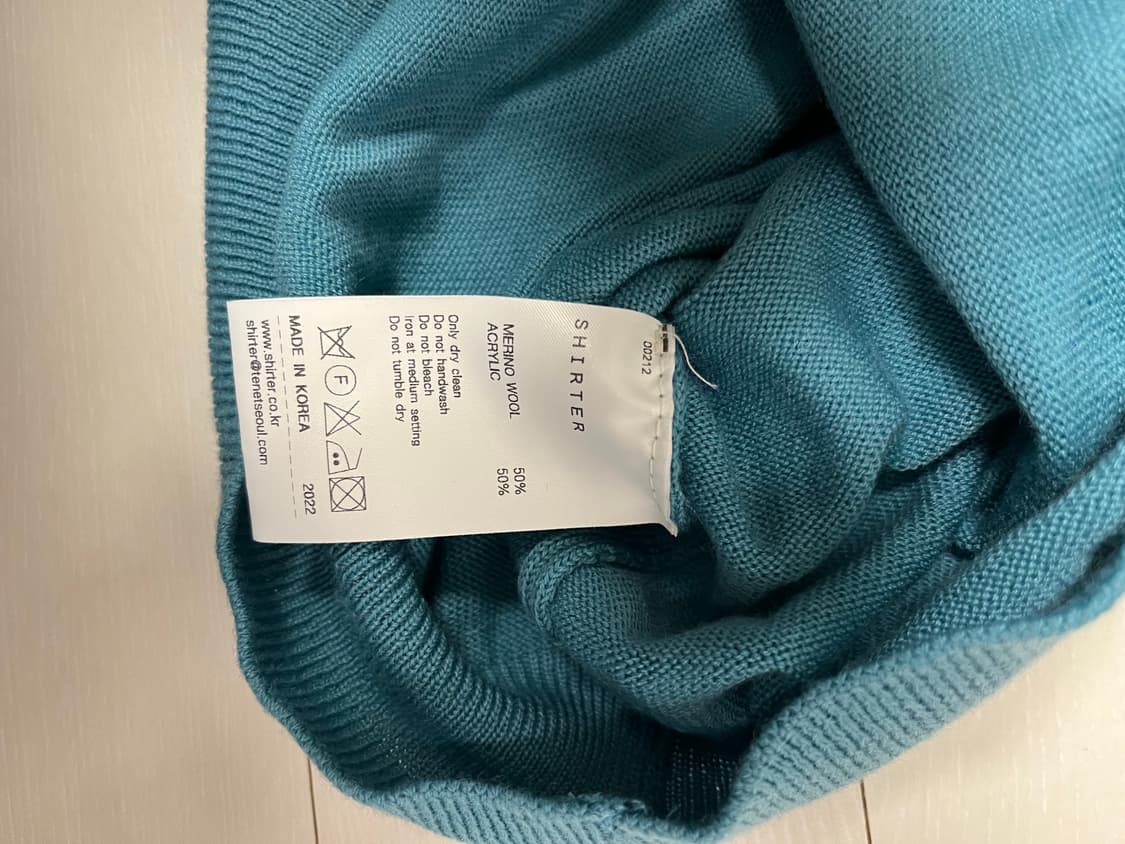 00212
SHIRTER
MERINO WOOL 50%
ACRYLIC 50%
Only dry clean
Do not handwash
Do not bleach
Iron at medium setting
Do not tumble dry
F
MADE IN KOREA 2022
www.shirter.co.kr
shirter@tenetseoul.com